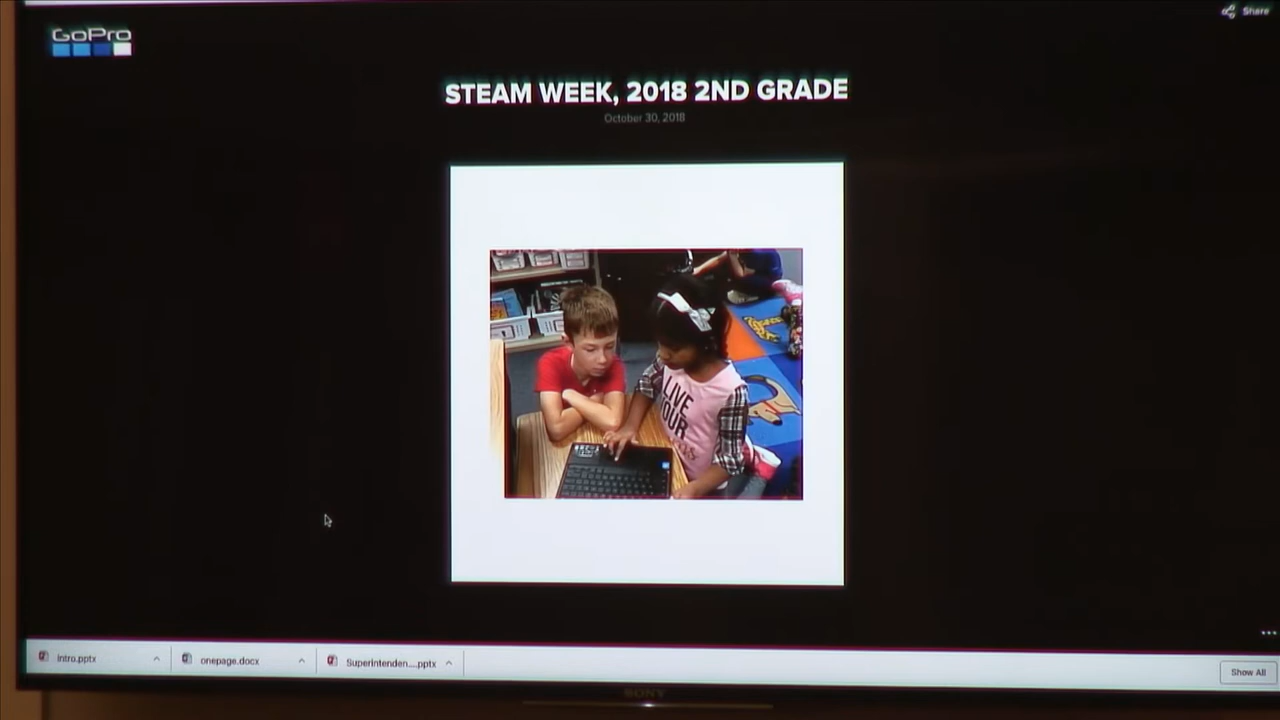 Share
GoPro
STEAM WEEK, 2018 2ND GRADE
October 30, 2018
LIVE
YOUR
intro.pptx
onepage.docx
Superintenden....pptx
Show All
SONY